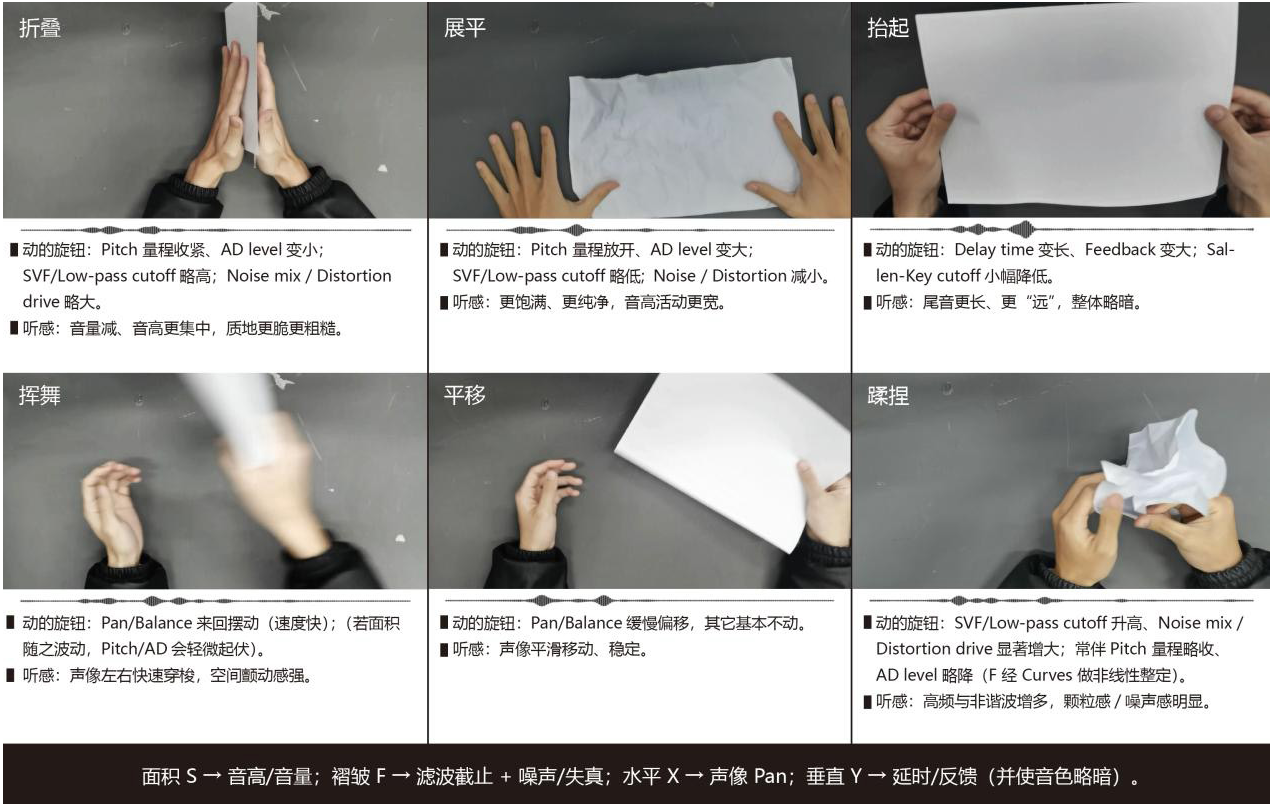 折叠
动的旋钮：Pitch 量程收紧、AD level 变小；
SVF/Low-pass cutoff 略高；Noise mix / Distortion
drive 略大。
听感：音量减、音高更集中，质地更脆更粗糙。
展平
动的旋钮：Pitch 量程放开、AD level 变大；
SVF/Low-pass cutoff 略低；Noise / Distortion 减小。
听感：更饱满、更纯净，音高活动更宽。
抬起
动的旋钮：Delay time 变长、Feedback 变大；Sal-
len-Key cutoff 小幅降低。
听感：尾音更长、更“远”，整体略暗。
挥舞
动的旋钮：Pan/Balance 来回摆动（速度快）；（若面积
随之波动，Pitch/AD 会轻微起伏）。
听感：声像左右快速穿梭，空间颤动感强。
平移
动的旋钮：Pan/Balance 缓慢偏移，其它基本不动。
听感：声像平滑移动、稳定。
蹂捏
动的旋钮：SVF/Low-pass cutoff 升高、Noise mix /
Distortion drive 显著增大；常伴 Pitch 量程略收、
AD level 略降（F 经 Curves 做非线性整定）。
听感：高频与非谐波增多，颗粒感 / 噪声感明显。
面积 S → 音高/音量；褶皱 F → 滤波截止 + 噪声/失真；水平 X → 声像 Pan；垂直 Y → 延时/反馈（并使音色略暗）。